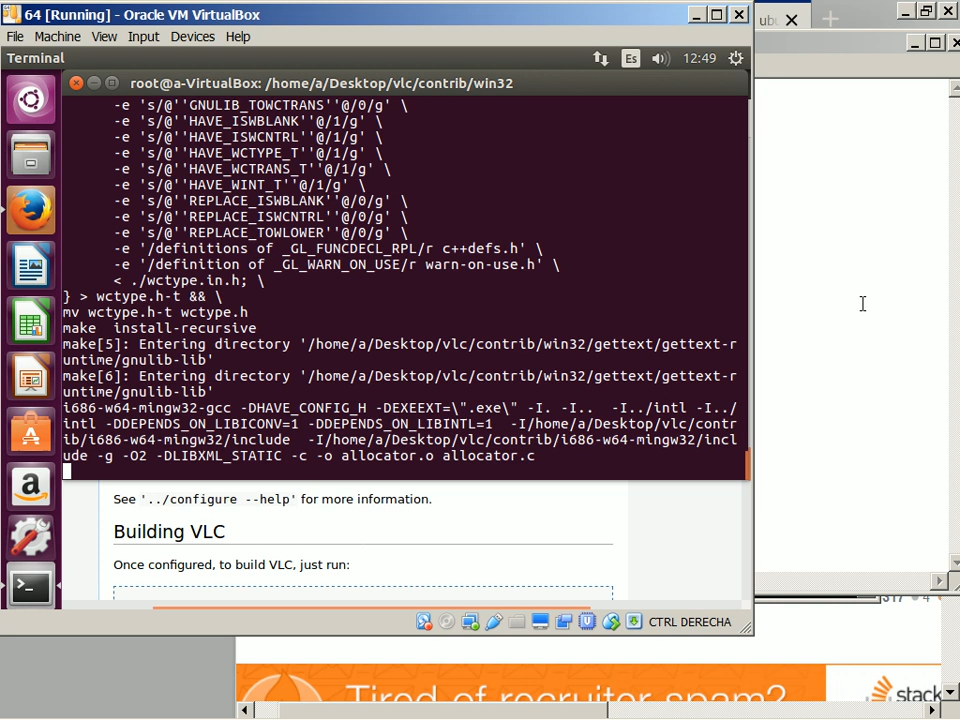 64 [Running] - Oracle VM VirtualBox
ubu
File Machine View Input Devices Help
Terminal Es 12:49
root@a-VirtualBox: /home/a/Desktop/vlc/contrib/win32
-e 's/@''GNULIB_TOWCTRANS''@/0/g' \
-e 's/@''HAVE_ISWBLANK''@/1/g' \
-e 's/@''HAVE_ISWCNTRL''@/1/g' \
-e 's/@''HAVE_WCTYPE_T''@/1/g' \
-e 's/@''HAVE_WCTRANS_T''@/1/g' \
-e 's/@''HAVE_WINT_T''@/1/g' \
-e 's/@''REPLACE_ISWBLANK''@/0/g' \
-e 's/@''REPLACE_ISWCNTRL''@/0/g' \
-e 's/@''REPLACE_TOWLOWER''@/0/g' \
-e '/definitions of _GL_FUNCDECL_RPL/r c++defs.h' \
-e '/definition of _GL_WARN_ON_USE/r warn-on-use.h' \
< ./wctype.in.h; \
} > wctype.h-t && \
mv wctype.h-t wctype.h
make  install-recursive
make[5]: Entering directory '/home/a/Desktop/vlc/contrib/win32/gettext/gettext-r
untime/gnulib-lib'
make[6]: Entering directory '/home/a/Desktop/vlc/contrib/win32/gettext/gettext-r
untime/gnulib-lib'
i686-w64-mingw32-gcc -DHAVE_CONFIG_H -DEXEEXT=\".exe\" -I. -I..  -I../intl -I../
intl -DDEPENDS_ON_LIBICONV=1 -DDEPENDS_ON_LIBINTL=1  -I/home/a/Desktop/vlc/contr
ib/i686-w64-mingw32/include  -I/home/a/Desktop/vlc/contrib/i686-w64-mingw32/incl
ude -g -O2 -DLIBXML_STATIC -c -o allocator.o allocator.c
See '../configure --help' for more information.
Building VLC
Once configured, to build VLC, just run:
CTRL DERECHA
Tired of recruiter spam?
stack